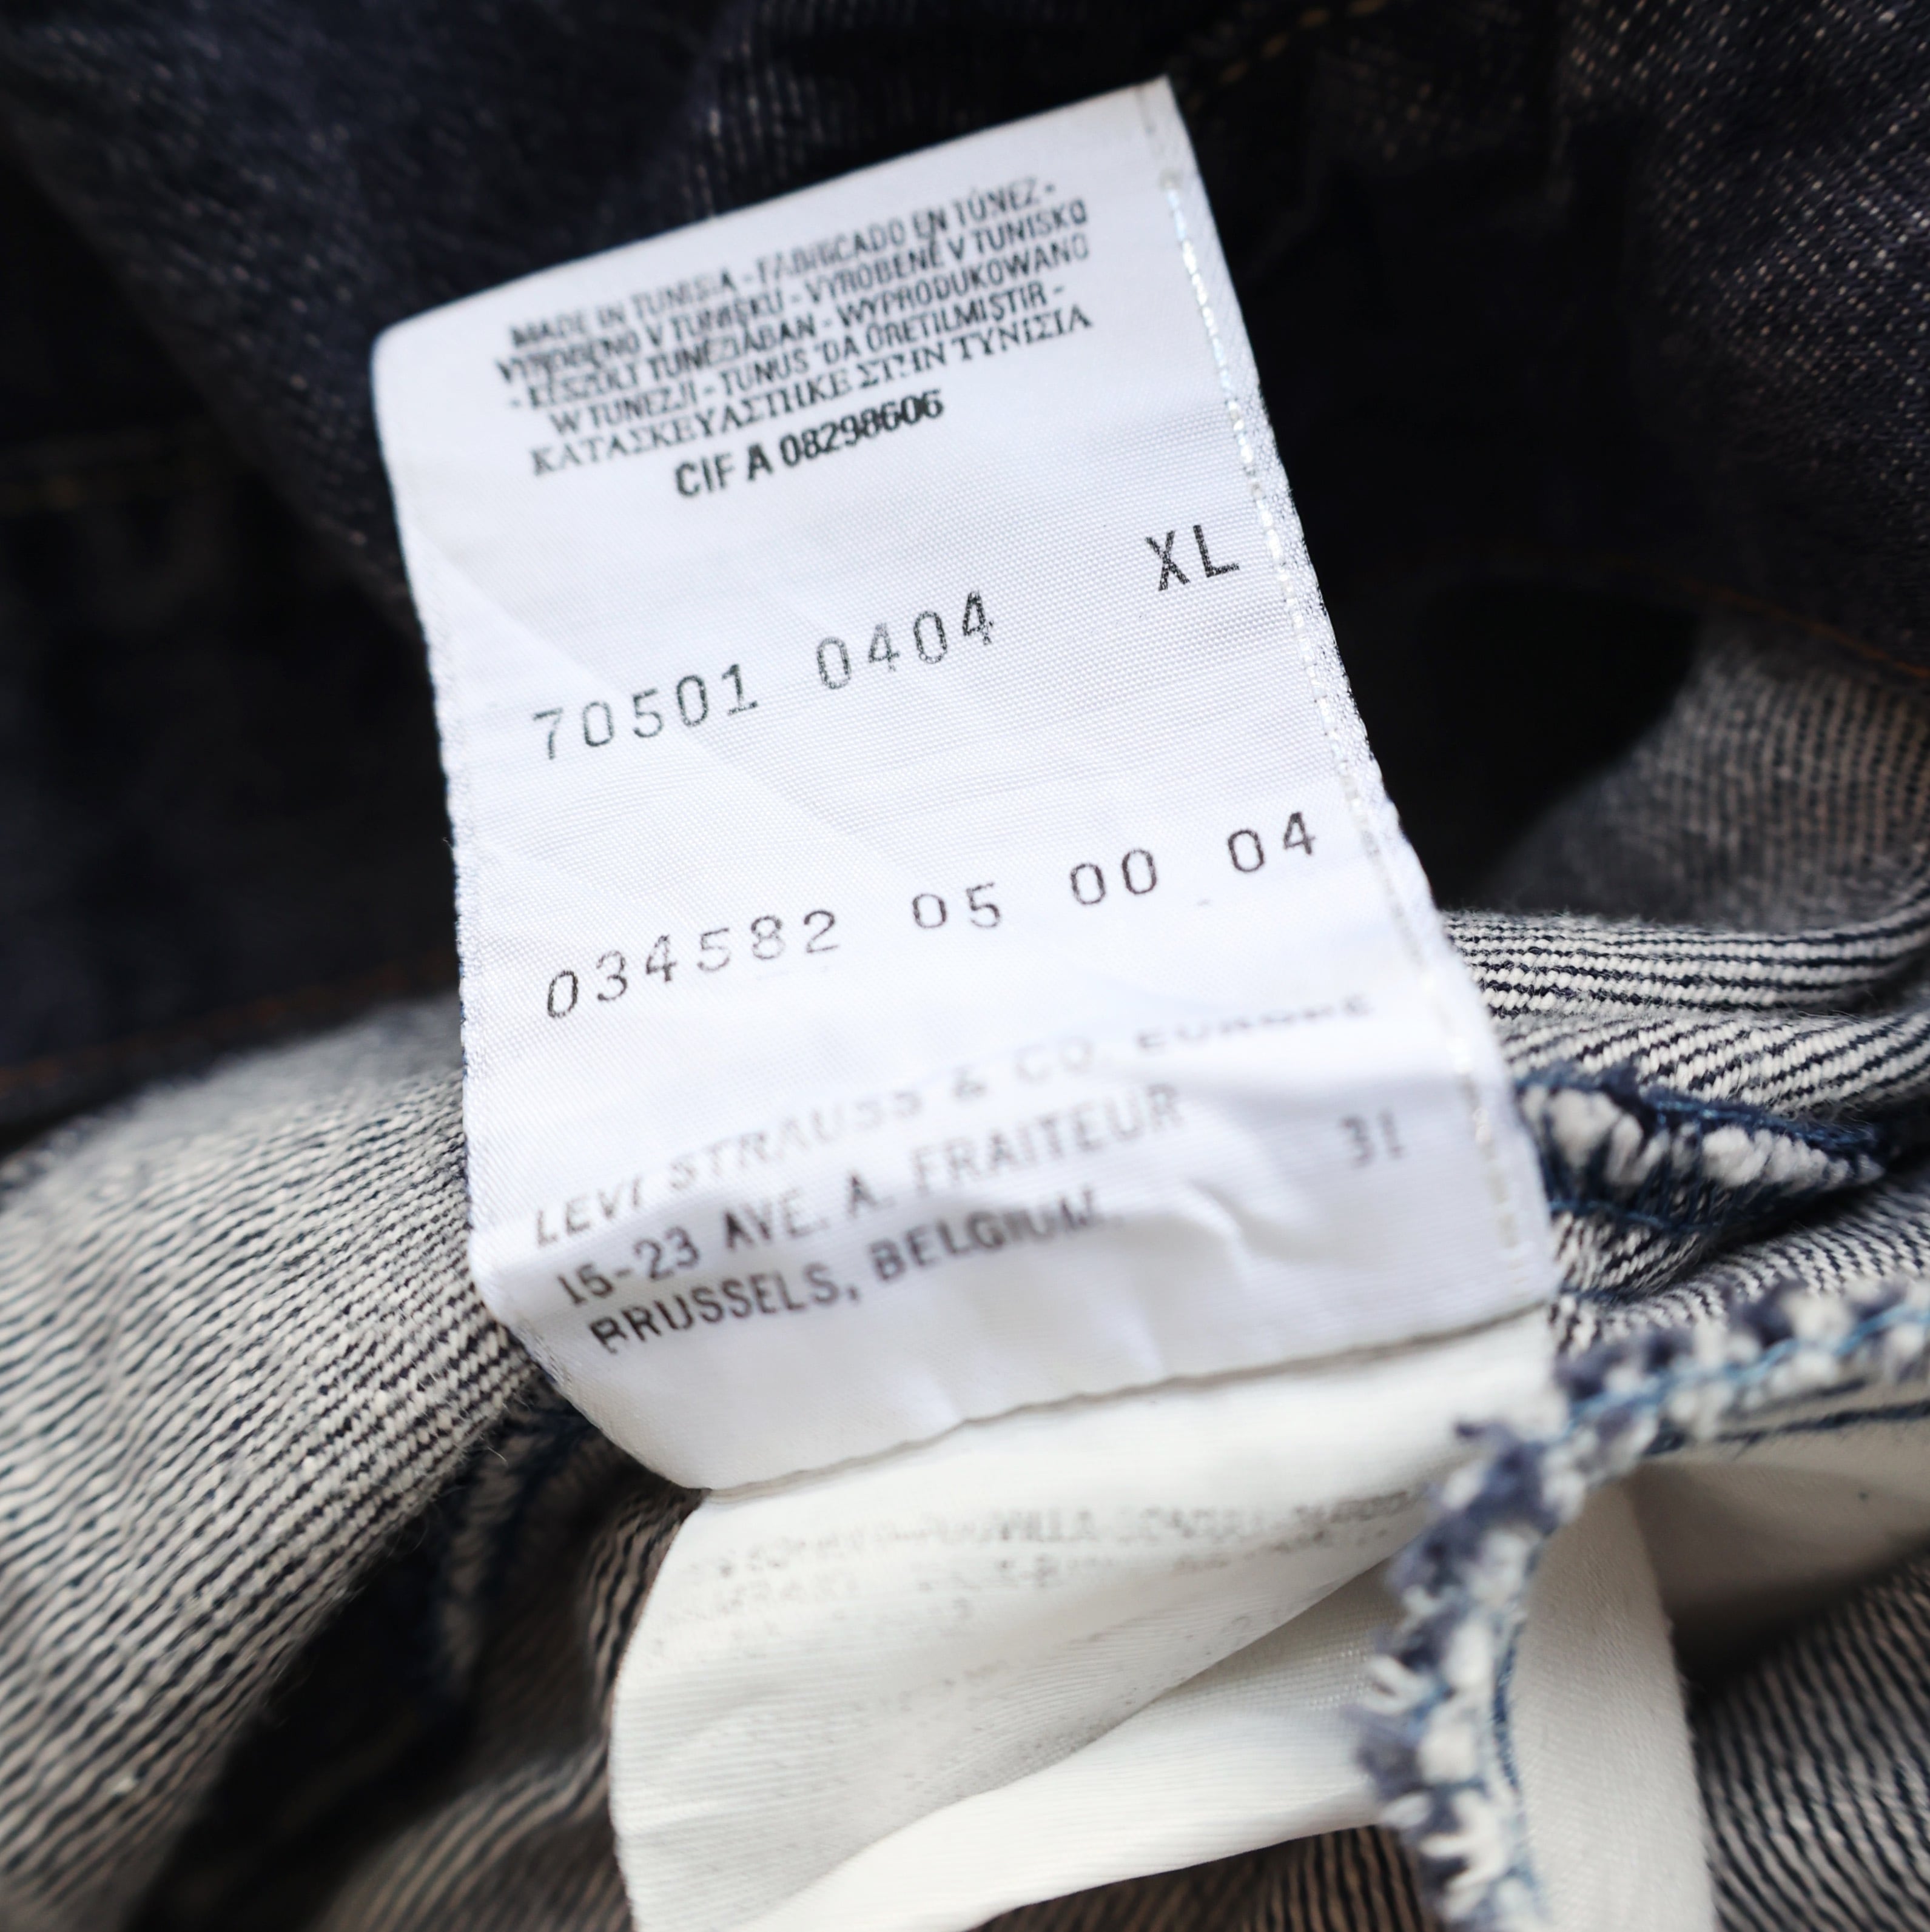 MADE IN TUNISIA - FABRICADO EN TÚNEZ -
VYROBENO V TUNISKU - VYROBENÉ V TUNISKO
- KÉSZÜLT TUNÉZIÁBAN - WYPRODUKOWANO
W TUNEZJI - TUNUS 'DA ÜRETILMIŞTIR -
ΚΑΤΑΣΚΕΥΑΣΤΗΚΕ ΣΤΗΝ ΤΥΝΙΣΙΑ
CIF A 08298606
XL
70501 0404
034582 05 00 04
LEVI STRAUSS & CO. EUROPE
15-23 AVE. A. FRAITEUR
31
BRUSSELS, BELGIUM.